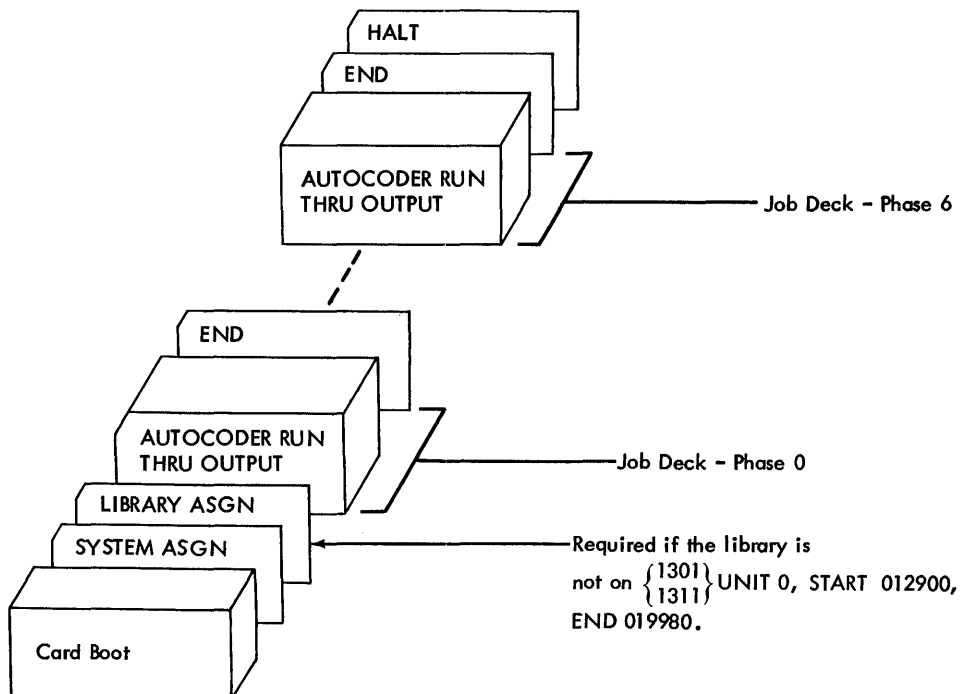 HALT
END
AUTOCODER RUN
THRU OUTPUT
Job Deck - Phase 6
END
AUTOCODER RUN
THRU OUTPUT
Job Deck - Phase 0
LIBRARY ASGN
SYSTEM ASGN
Required if the library is
not on {1301 1311} UNIT 0, START 012900,
END 019980.
Card Boot